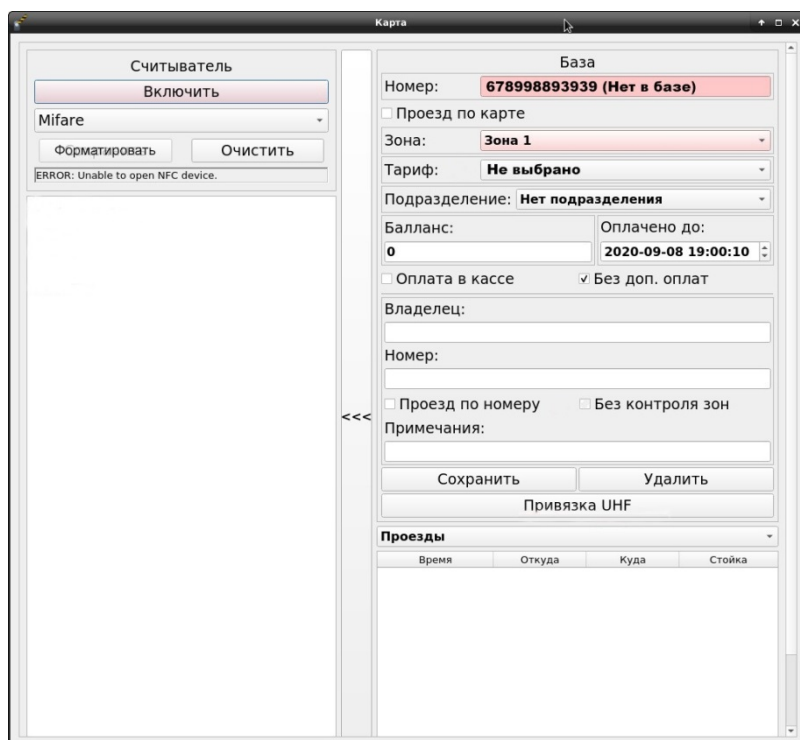 Карта
Считыватель
Включить
Mifare
Форматировать Очистить
ERROR: Unable to open NFC device.
<<<
База
Номер: 678998893939 (Нет в базе)
Проезд по карте
Зона: Зона 1
Тариф: Не выбрано
Подразделение: Нет подразделения
Балланс: Оплачено до:
0 2020-09-08 19:00:10
Оплата в кассе Без доп. оплат
Владелец:
Номер:
Проезд по номеру Без контроля зон
Примечания:
Сохранить Удалить
Привязка UHF
Проезды
Время Откуда Куда Стойка